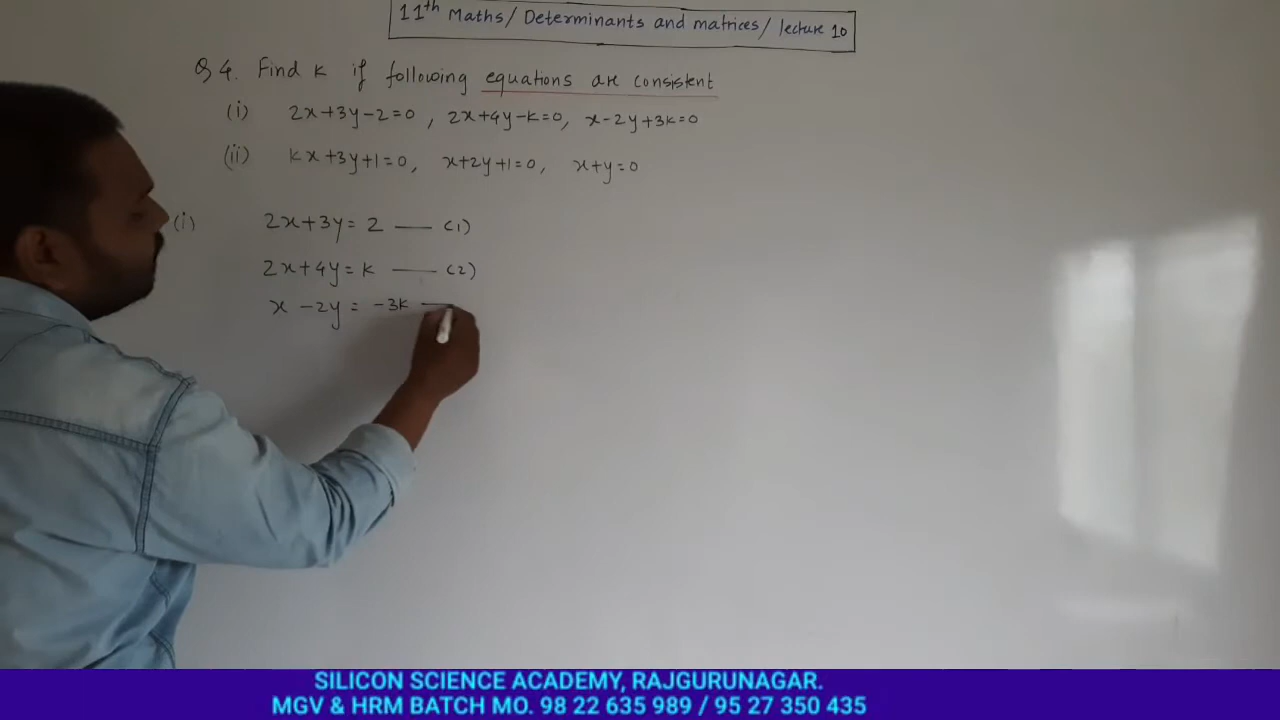 11th Maths/ Determinants and matrices/ lecture 10
Q 4. Find K if following equations are consistent
(i) 2x+3y-2=0, 2x+4y-k=0, x-2y+3k=0
(ii) kx+3y+1=0, x+2y+1=0, x+y=0
(i) 2x+3y= 2 — (1)
2x+4y= k — (2)
x -2y= -3k —
SILICON SCIENCE ACADEMY, RAJGURUNAGAR.
MGV & HRM BATCH MO. 98 22 635 989 / 95 27 350 435